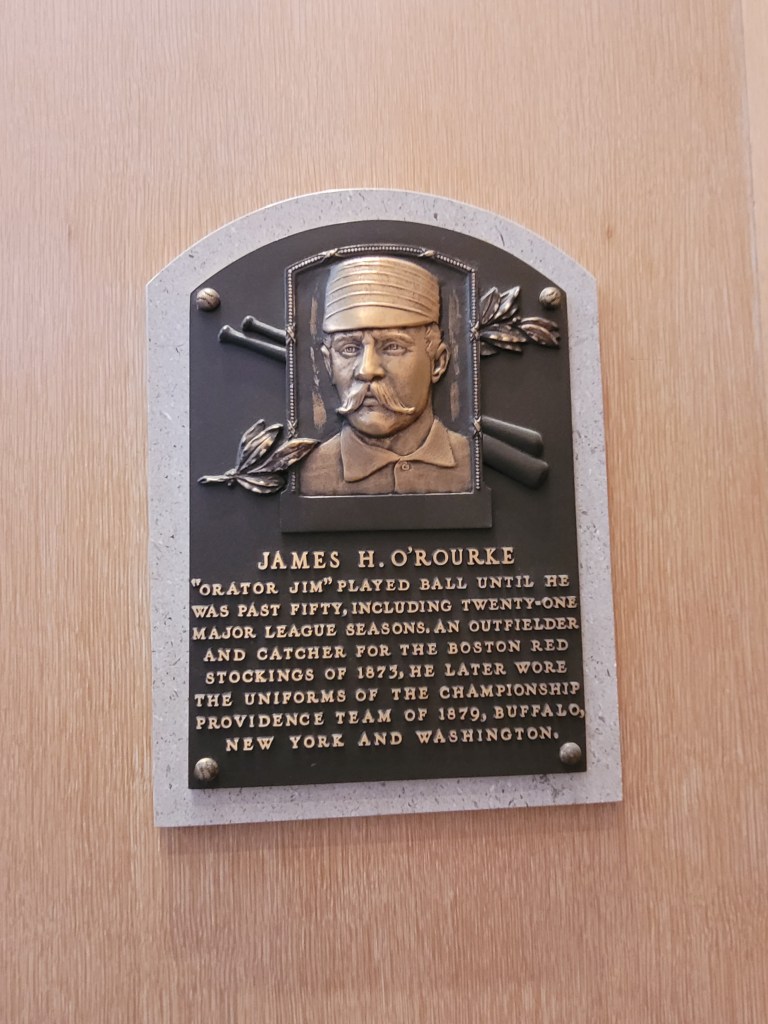 JAMES H. O'ROURKE
"ORATOR JIM" PLAYED BALL UNTIL HE
WAS PAST FIFTY, INCLUDING TWENTY-ONE
MAJOR LEAGUE SEASONS. AN OUTFIELDER
AND CATCHER FOR THE BOSTON RED
STOCKINGS OF 1873, HE LATER WORE
THE UNIFORMS OF THE CHAMPIONSHIP
PROVIDENCE TEAM OF 1879, BUFFALO,
NEW YORK AND WASHINGTON.